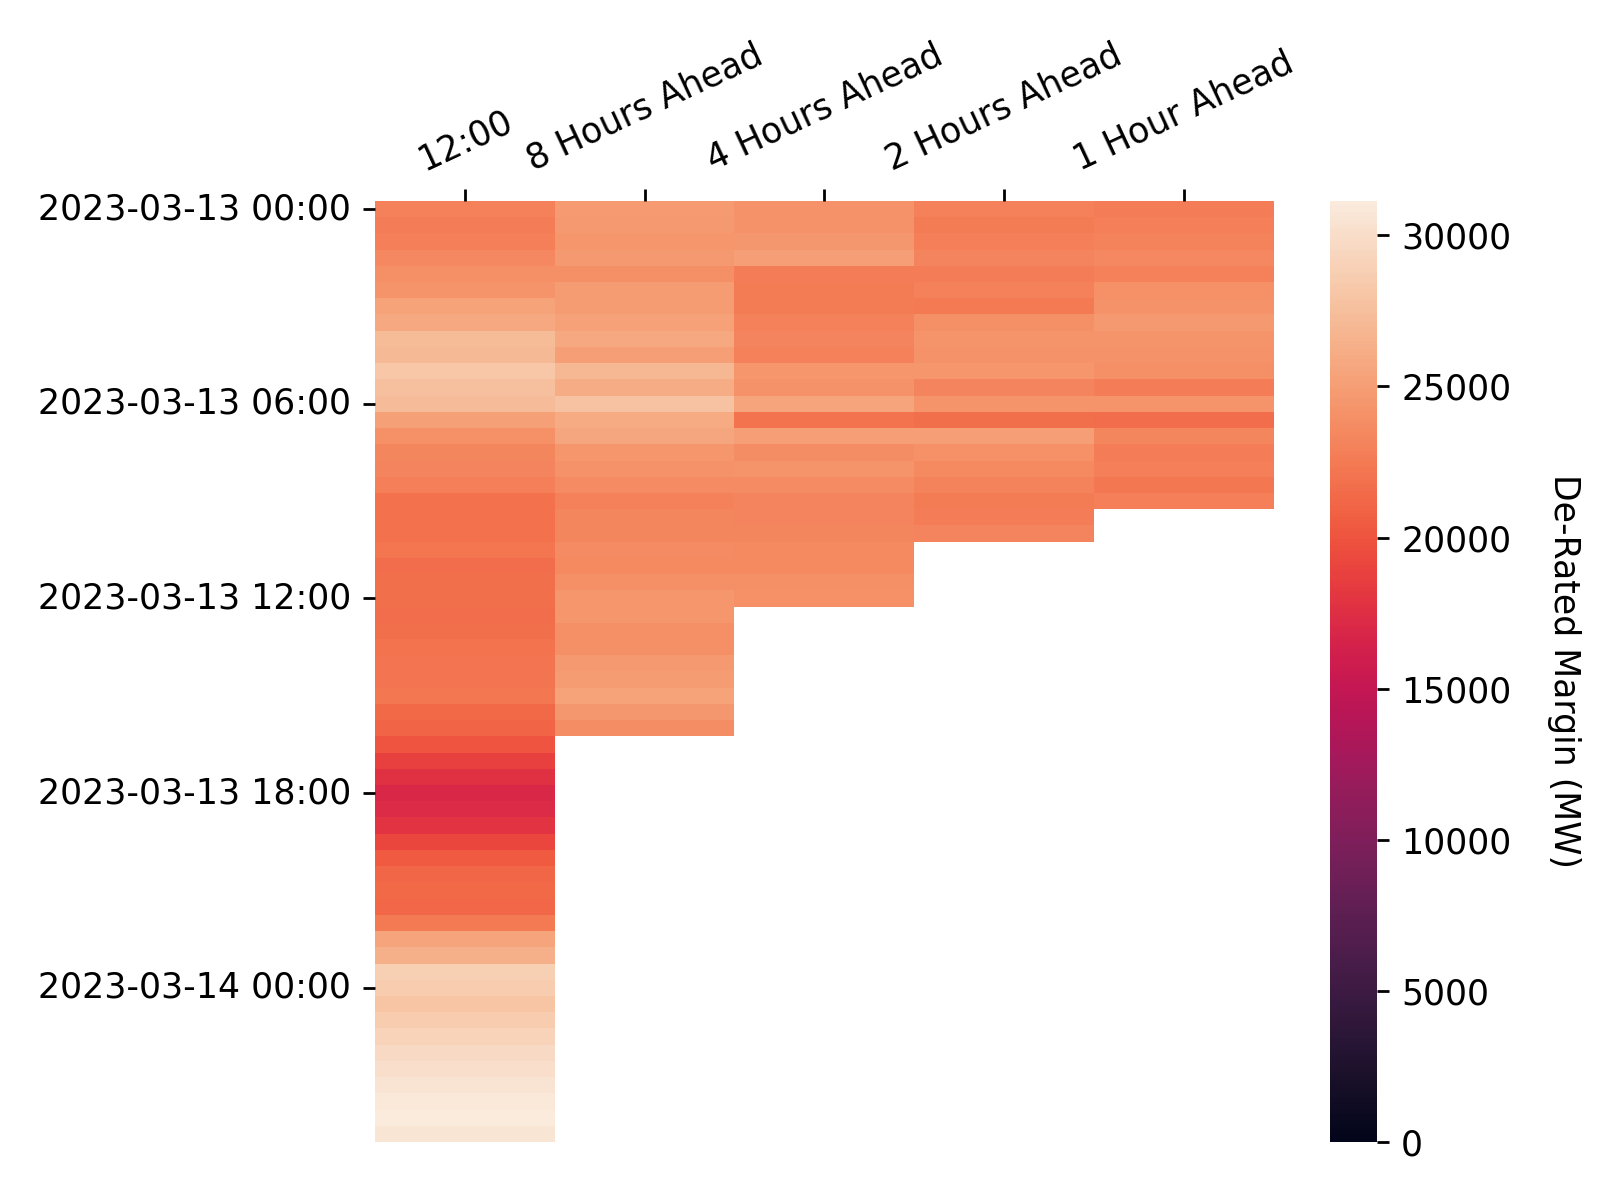 12:00
8 Hours Ahead
4 Hours Ahead
2 Hours Ahead
1 Hour Ahead
2023-03-13 00:00
2023-03-13 06:00
2023-03-13 12:00
2023-03-13 18:00
2023-03-14 00:00
30000
25000
20000
15000
10000
5000
0
De-Rated Margin (MW)